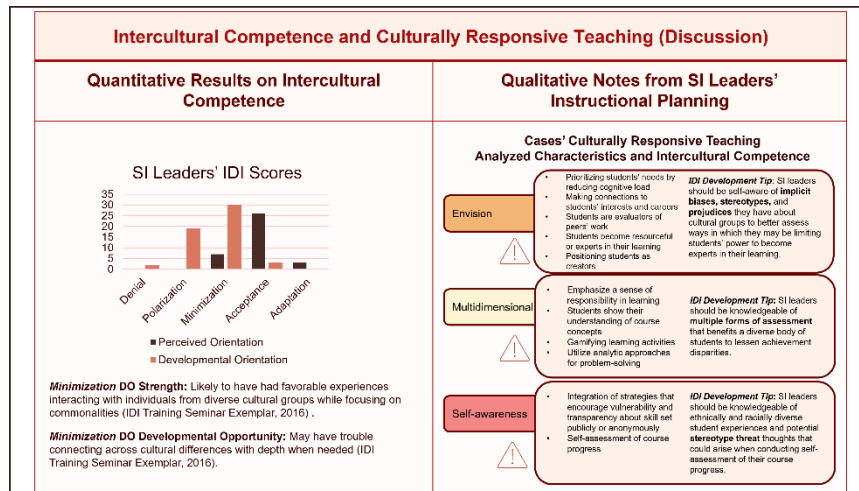 Intercultural Competence and Culturally Responsive Teaching (Discussion)
Quantitative Results on Intercultural
Competence
SI Leaders' IDI Scores
35
30
25
20
15
10
5
0
Denial
Polarization
Minimization
Acceptance
Adaptation
■ Perceived Orientation
■ Developmental Orientation
Minimization DO Strength: Likely to have had favorable experiences
interacting with individuals from diverse cultural groups while focusing on
commonalities (IDI Training Seminar Exemplar, 2016) .
Minimization DO Developmental Opportunity: May have trouble
connecting across cultural differences with depth when needed (IDI
Training Seminar Exemplar, 2016).
Qualitative Notes from SI Leaders'
Instructional Planning
Cases' Culturally Responsive Teaching
Analyzed Characteristics and Intercultural Competence
Envision
• Prioritizing students' needs by
reducing cognitive load
• Making connections to
students' interests and careers
• Students are evaluators of
peers' work
• Students become resourceful
or experts in their learning
• Positioning students as
creators
IDI Development Tip: SI leaders
should be self-aware of implicit
biases, stereotypes, and
prejudices they have about
cultural groups to better assess
ways in which they may be limiting
students' power to become
experts in their learning.
Multidimensional
• Emphasize a sense of
responsibility in learning
• Students show their
understanding of course
concepts
• Gamifying learning activities
• Utilize analytic approaches
for problem-solving
IDI Development Tip: SI leaders
should be knowledgeable of
multiple forms of assessment
that benefits a diverse body of
students to lessen achievement
disparities.
Self-awareness
• Integration of strategies that
encourage vulnerability and
transparency about skill set
publicly or anonymously
• Self-assessment of course
progress
IDI Development Tip: SI leaders
should be knowledgeable of
ethnically and racially diverse
student experiences and potential
stereotype threat thoughts that
could arise when conducting self-
assessment of their course
progress.